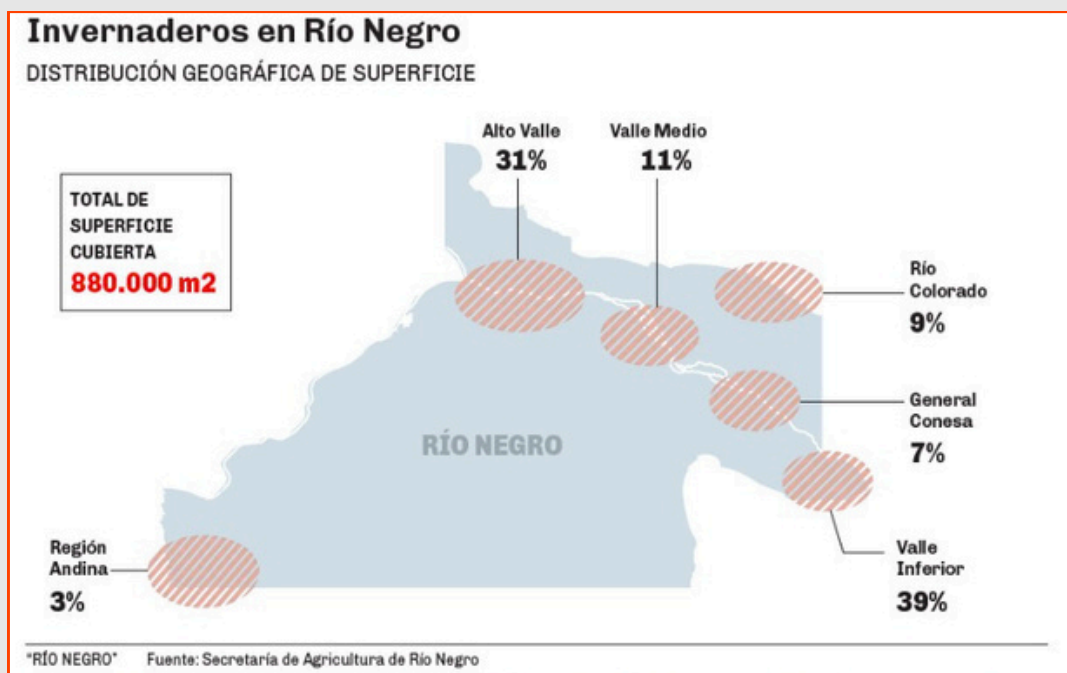 Invernaderos en Río Negro
DISTRIBUCIÓN GEOGRÁFICA DE SUPERFICIE
TOTAL DE
SUPERFICIE
CUBIERTA
880.000 m2
Alto Valle
31%
Valle Medio
11%
Río
Colorado
9%
General
Conesa
7%
RÍO NEGRO
Región
Andina
3%
Valle
Inferior
39%
"RÍO NEGRO" Fuente: Secretaría de Agricultura de Río Negro